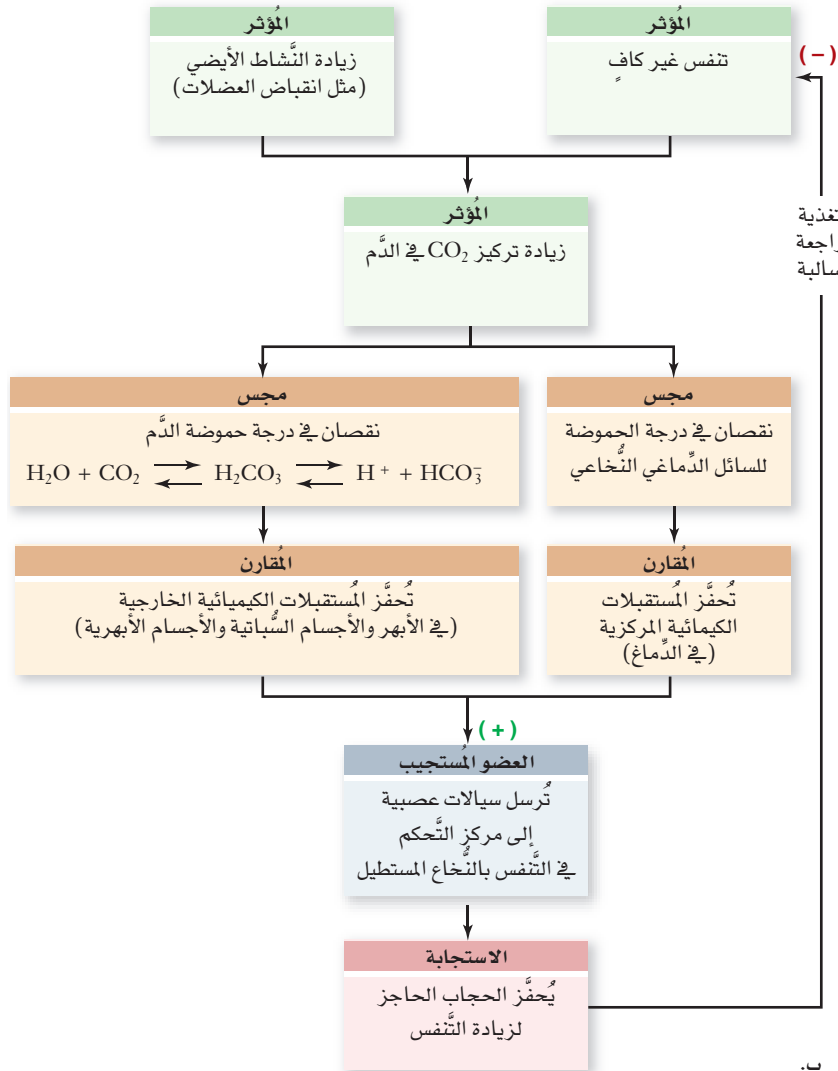 المُؤثر
تنفس غير كافٍ
المُؤثر
زيادة النَّشاط الأيضي
(مثل انقباض العضلات)
(−)
المُؤثر
زيادة تركيز CO₂ في الدَّم
تغذية
راجعة
سالبة
مجس
نقصان في درجة الحموضة
للسائل الدِّماغي النُّخاعي
مجس
نقصان في درجة حموضة الدَّم
H₂O + CO₂ ⇌ H₂CO₃ ⇌ H⁺ + HCO₃⁻
المُقارن
تُحفَّز المُستقبلات
الكيمائية المركزية
(في الدِّماغ)
المُقارن
تُحفَّز المُستقبلات الكيميائية الخارجية
(في الأبهر والأجسام السُّباتية والأجسام الأبهرية)
(+)
العضو المُستجيب
تُرسل سيالات عصبية
إلى مركز التَّحكم
في التَّنفس بالنُّخاع المستطيل
الاستجابة
يُحفَّز الحجاب الحاجز
لزيادة التَّنفس
ب.